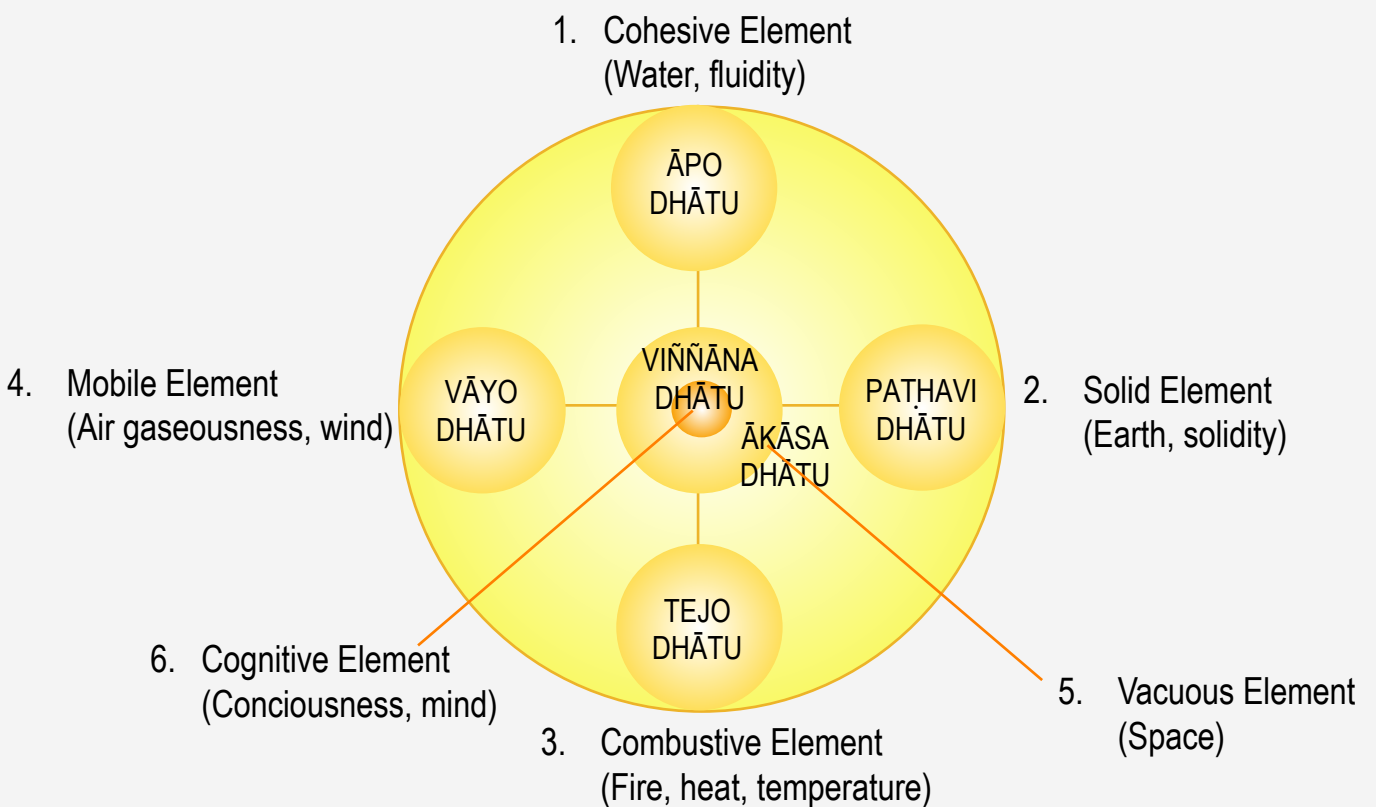 1. Cohesive Element
(Water, fluidity)
ĀPO
DHĀTU
4. Mobile Element
(Air gaseousness, wind)
VĀYO
DHĀTU
VIÑÑĀNA
DHĀTU
ĀKĀSA
DHĀTU
PAṬHAVI
DHĀTU
2. Solid Element
(Earth, solidity)
TEJO
DHĀTU
6. Cognitive Element
(Conciousness, mind)
5. Vacuous Element
(Space)
3. Combustive Element
(Fire, heat, temperature)